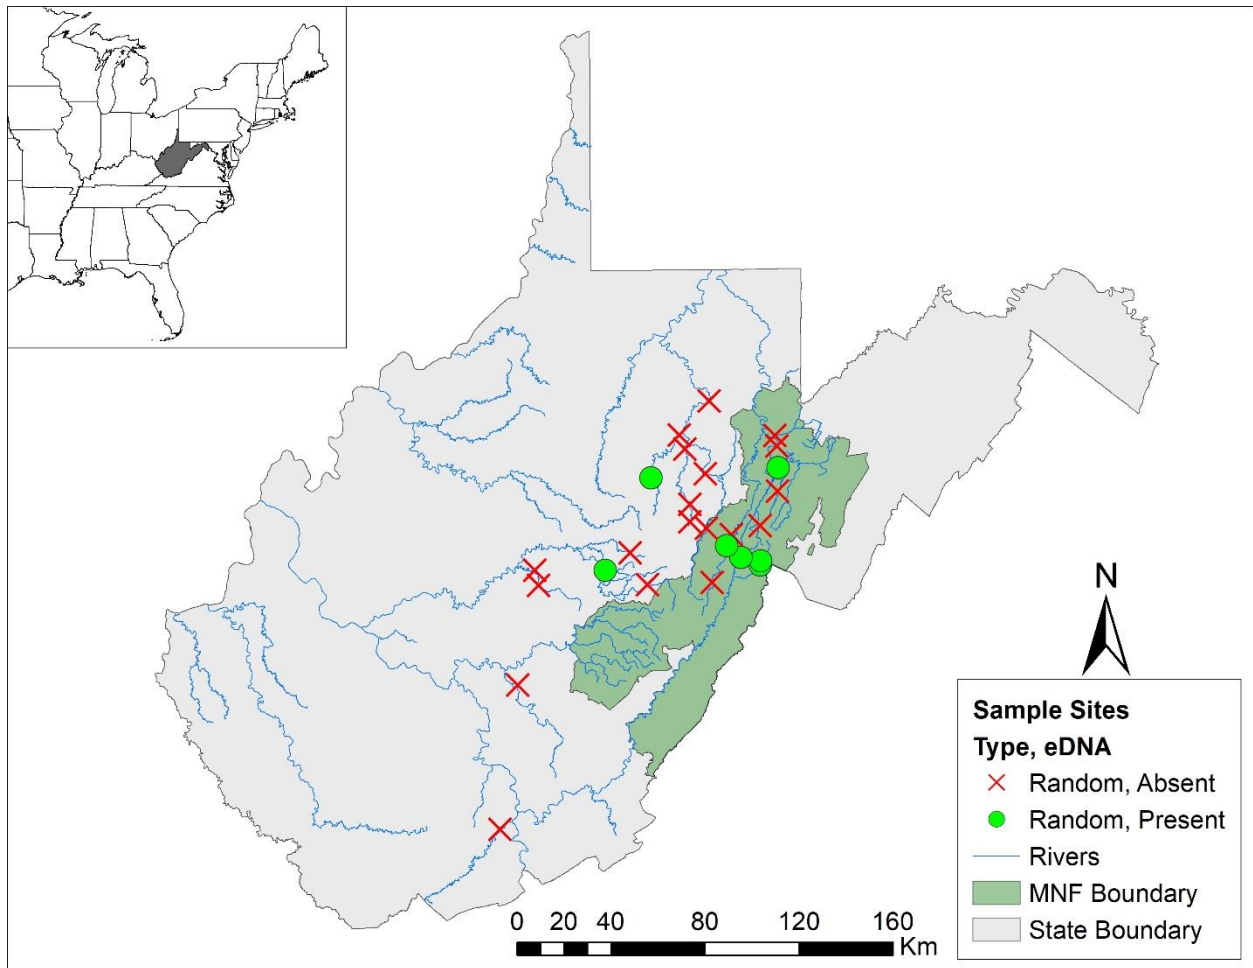 N
Sample Sites
Type, eDNA
Random, Absent
Random, Present
Rivers
MNF Boundary
State Boundary
0 20 40 80 120 160
Km